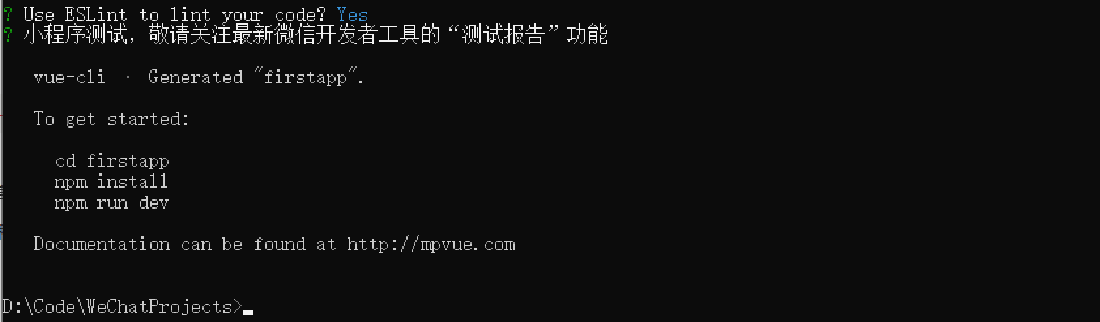 ? Use ESLint to lint your code? Yes
? 小程序测试，敬请关注最新微信开发者工具的“测试报告”功能
vue-cli · Generated "firstapp".
To get started:
cd firstapp
npm install
npm run dev
Documentation can be found at http://mpvue.com
D:\Code\WeChatProjects>